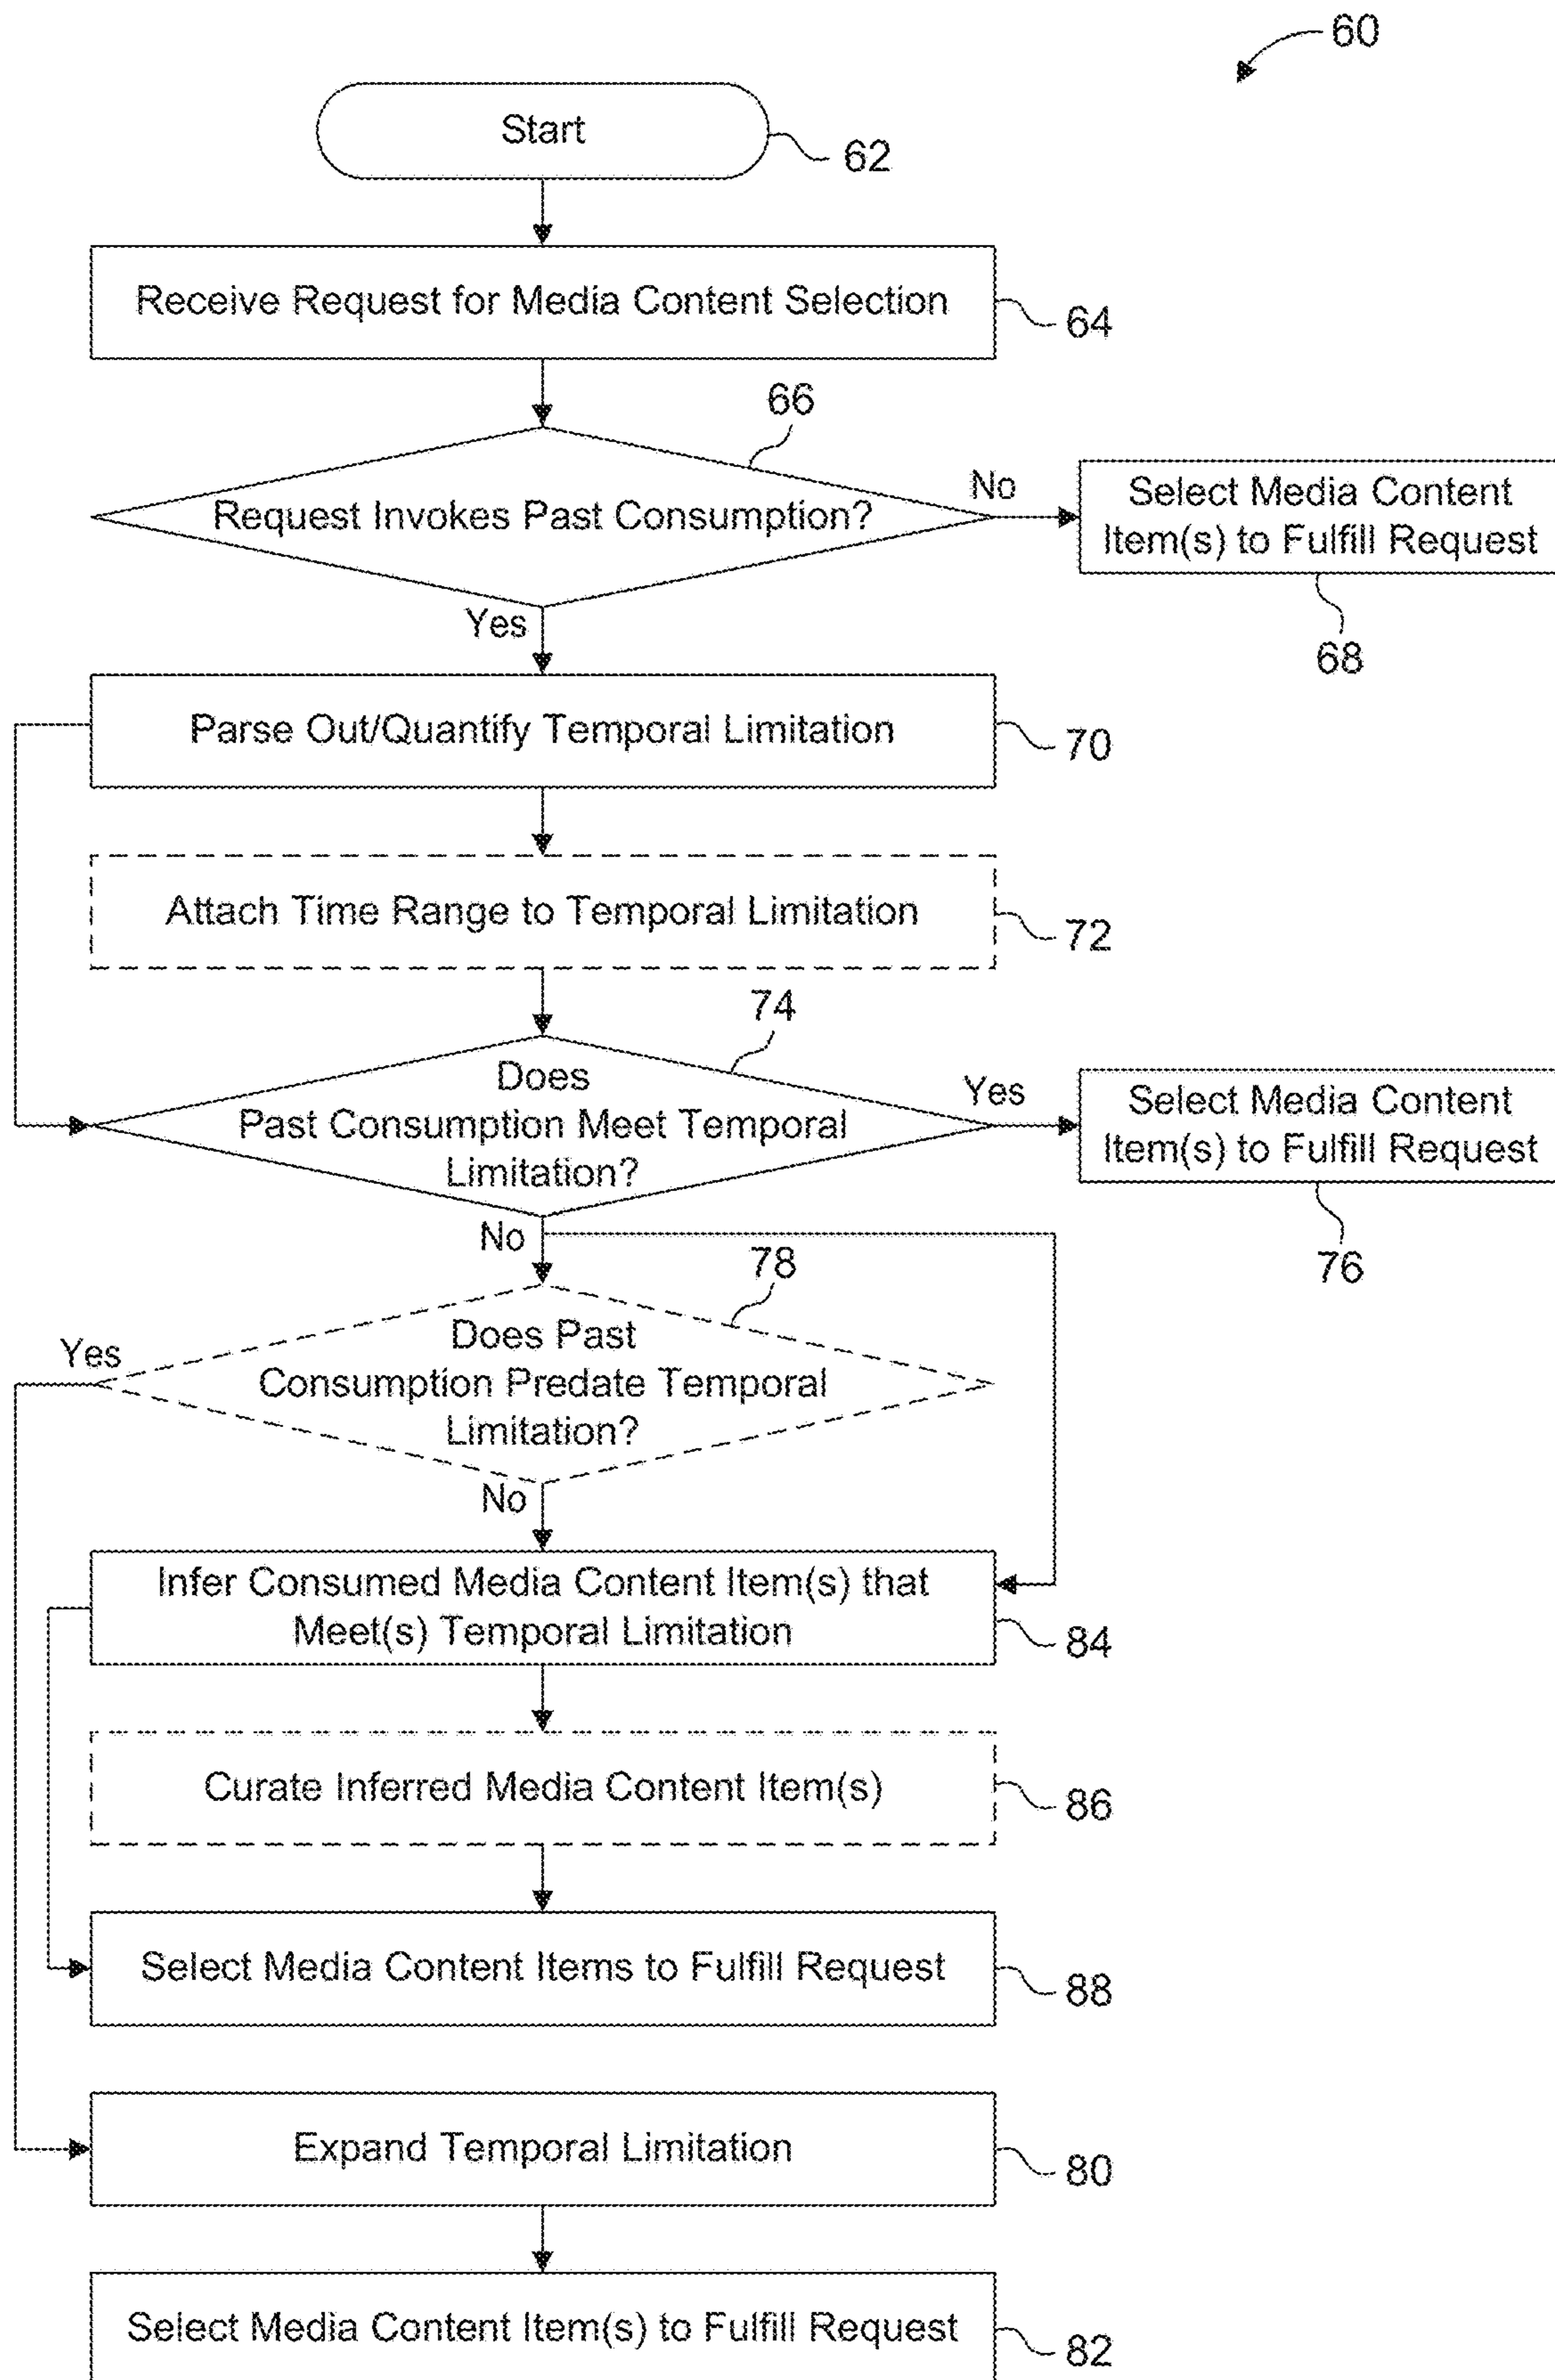 60
Start
62
Receive Request for Media Content Selection
64
66
Request Invokes Past Consumption?
No
Select Media Content
Item(s) to Fulfill Request
68
Yes
Parse Out/Quantify Temporal Limitation
70
Attach Time Range to Temporal Limitation
72
74
Does
Past Consumption Meet Temporal
Limitation?
Yes
Select Media Content
Item(s) to Fulfill Request
76
No
78
Does Past
Consumption Predate Temporal
Limitation?
Yes
No
Infer Consumed Media Content Item(s) that
Meet(s) Temporal Limitation
84
Curate Inferred Media Content Item(s)
86
Select Media Content Items to Fulfill Request
88
Expand Temporal Limitation
80
Select Media Content Item(s) to Fulfill Request
82